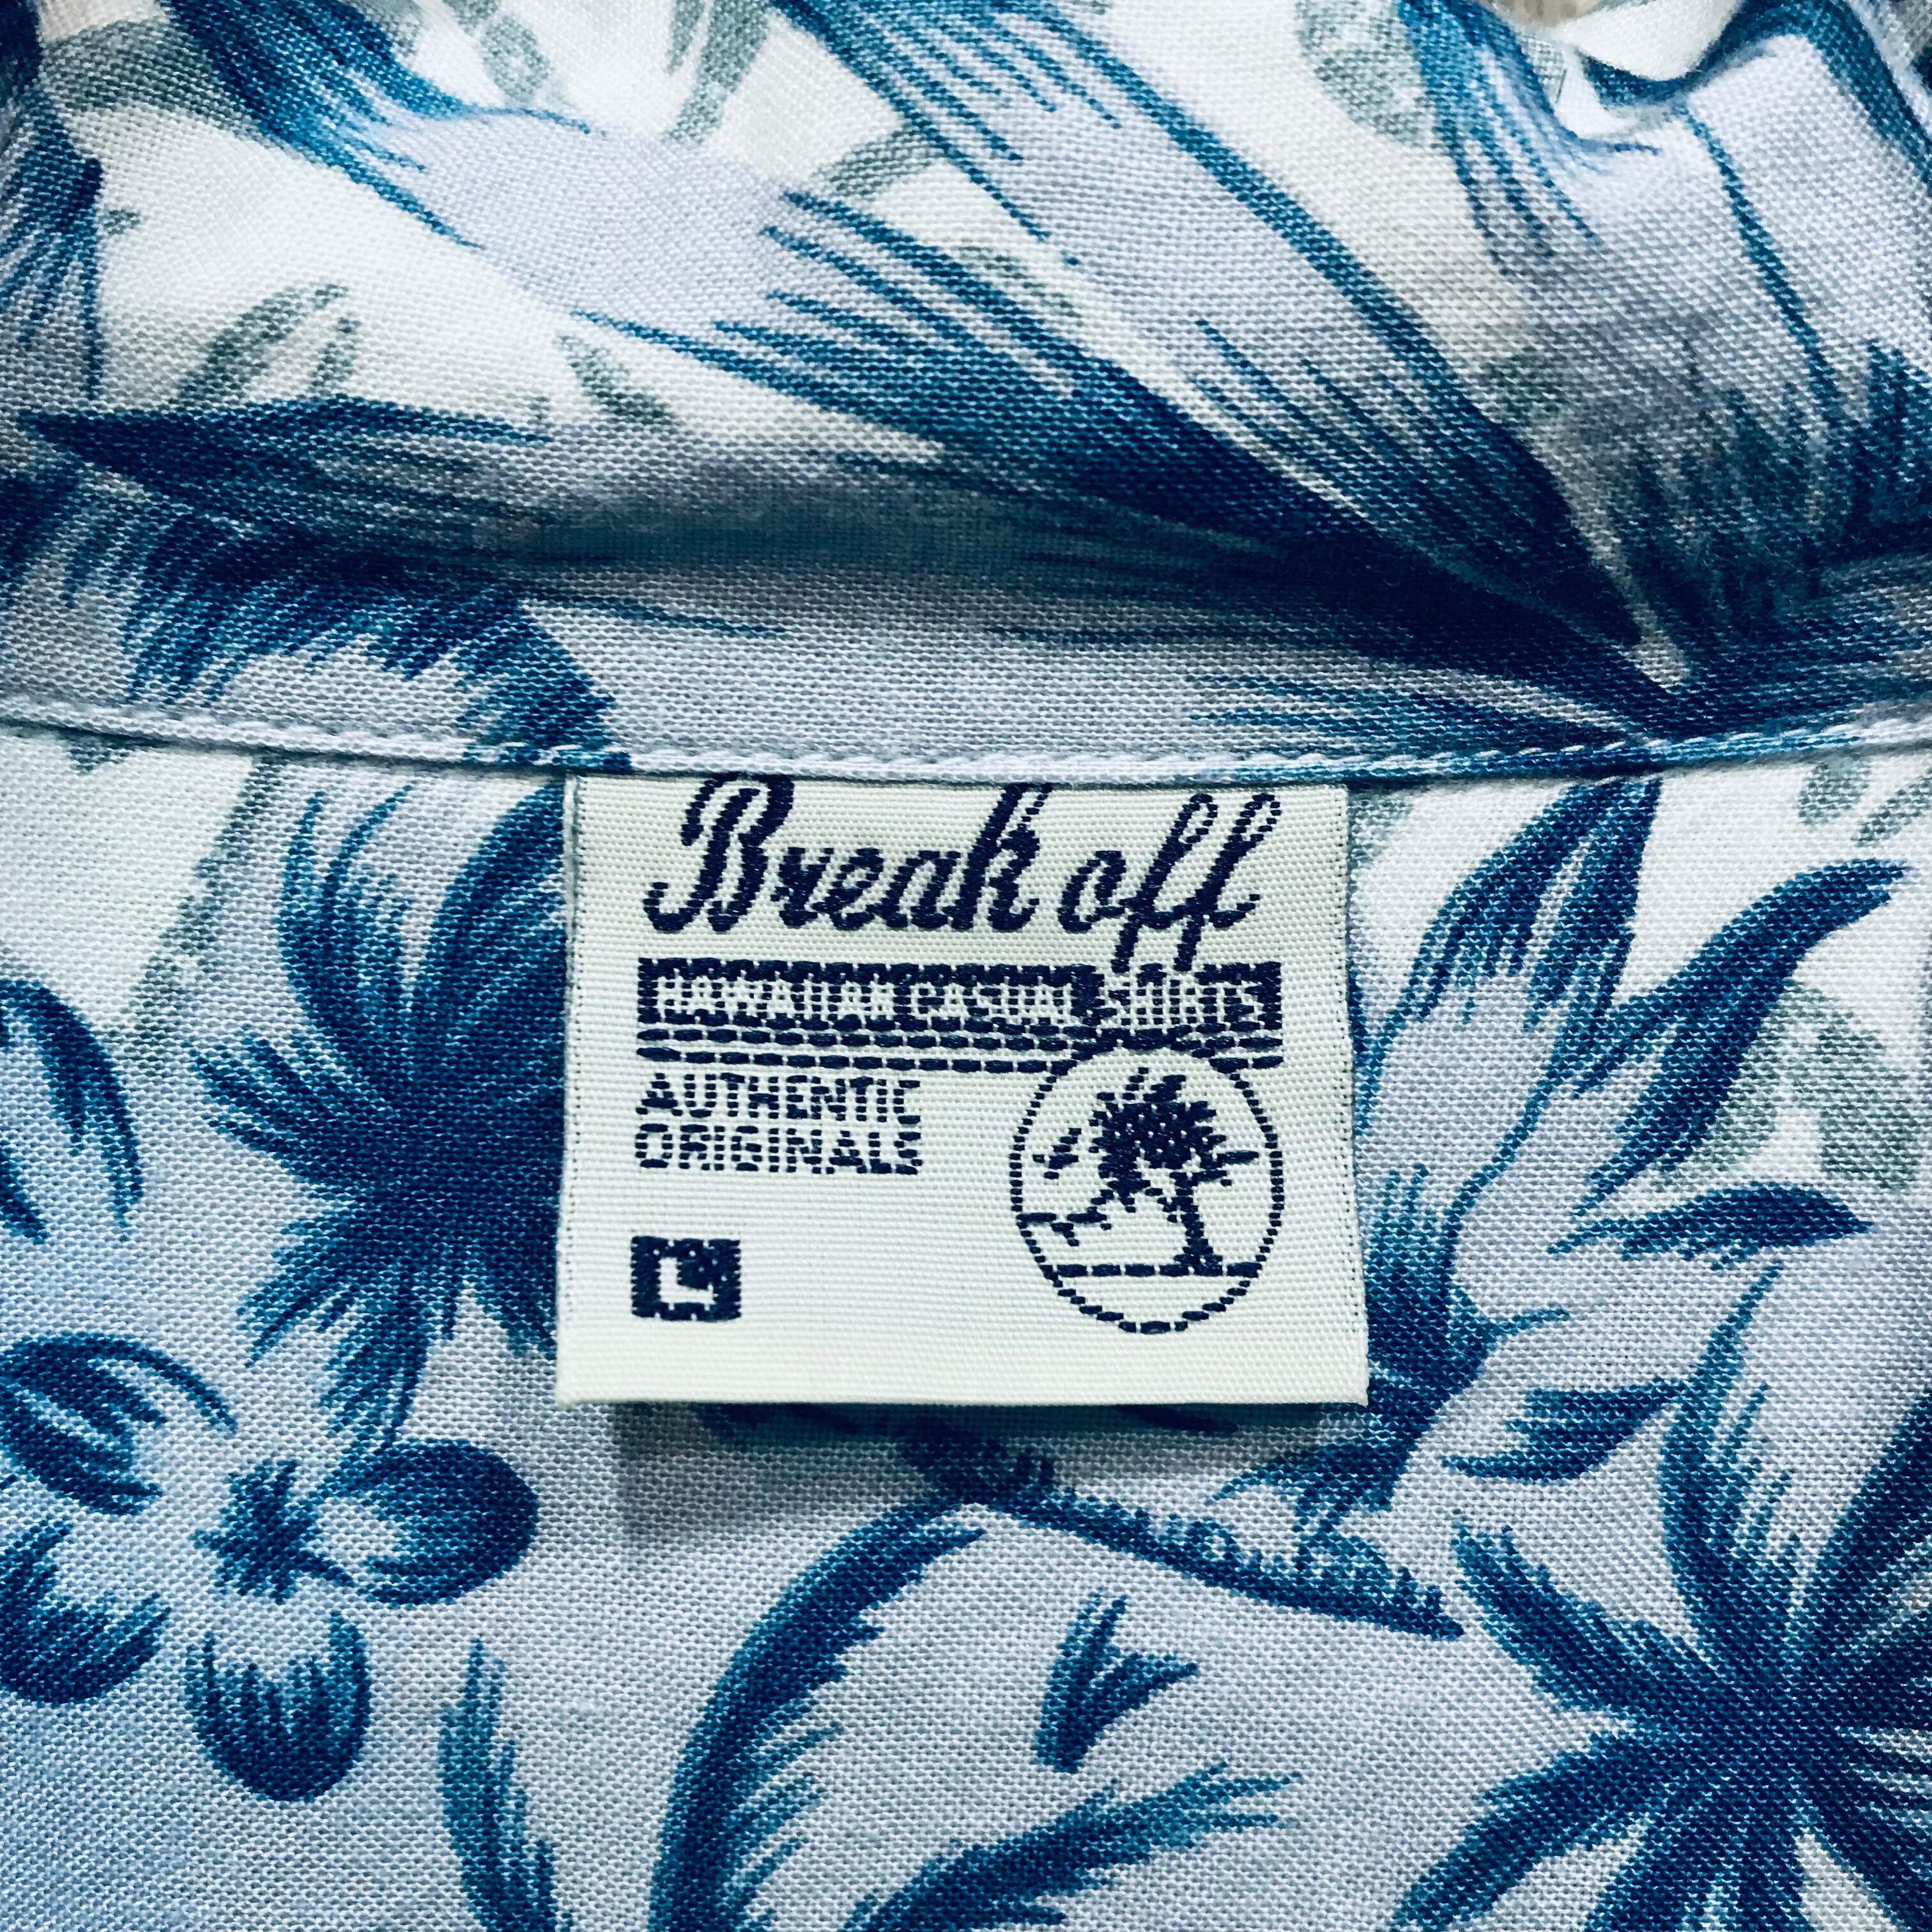 Break off
HAWAIIAN CASUAL SHIRTS
AUTHENTIC
ORIGINALS
L